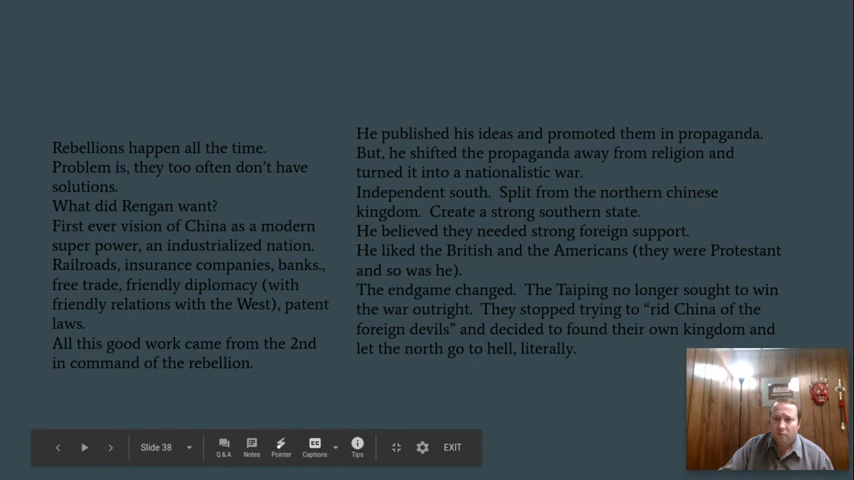 Rebellions happen all the time.
Problem is, they too often don't have
solutions.
What did Rengan want?
First ever vision of China as a modern
super power, an industrialized nation.
Railroads, insurance companies, banks.,
free trade, friendly diplomacy (with
friendly relations with the West), patent
laws.
All this good work came from the 2nd
in command of the rebellion.
He published his ideas and promoted them in propaganda.
But, he shifted the propaganda away from religion and
turned it into a nationalistic war.
Independent south. Split from the northern chinese
kingdom. Create a strong southern state.
He believed they needed strong foreign support.
He liked the British and the Americans (they were Protestant
and so was he).
The endgame changed. The Taiping no longer sought to win
the war outright. They stopped trying to “rid China of the
foreign devils” and decided to found their own kingdom and
let the north go to hell, literally.
Slide 38
Q & A
Notes
Pointer
CC
Captions
Tips
EXIT